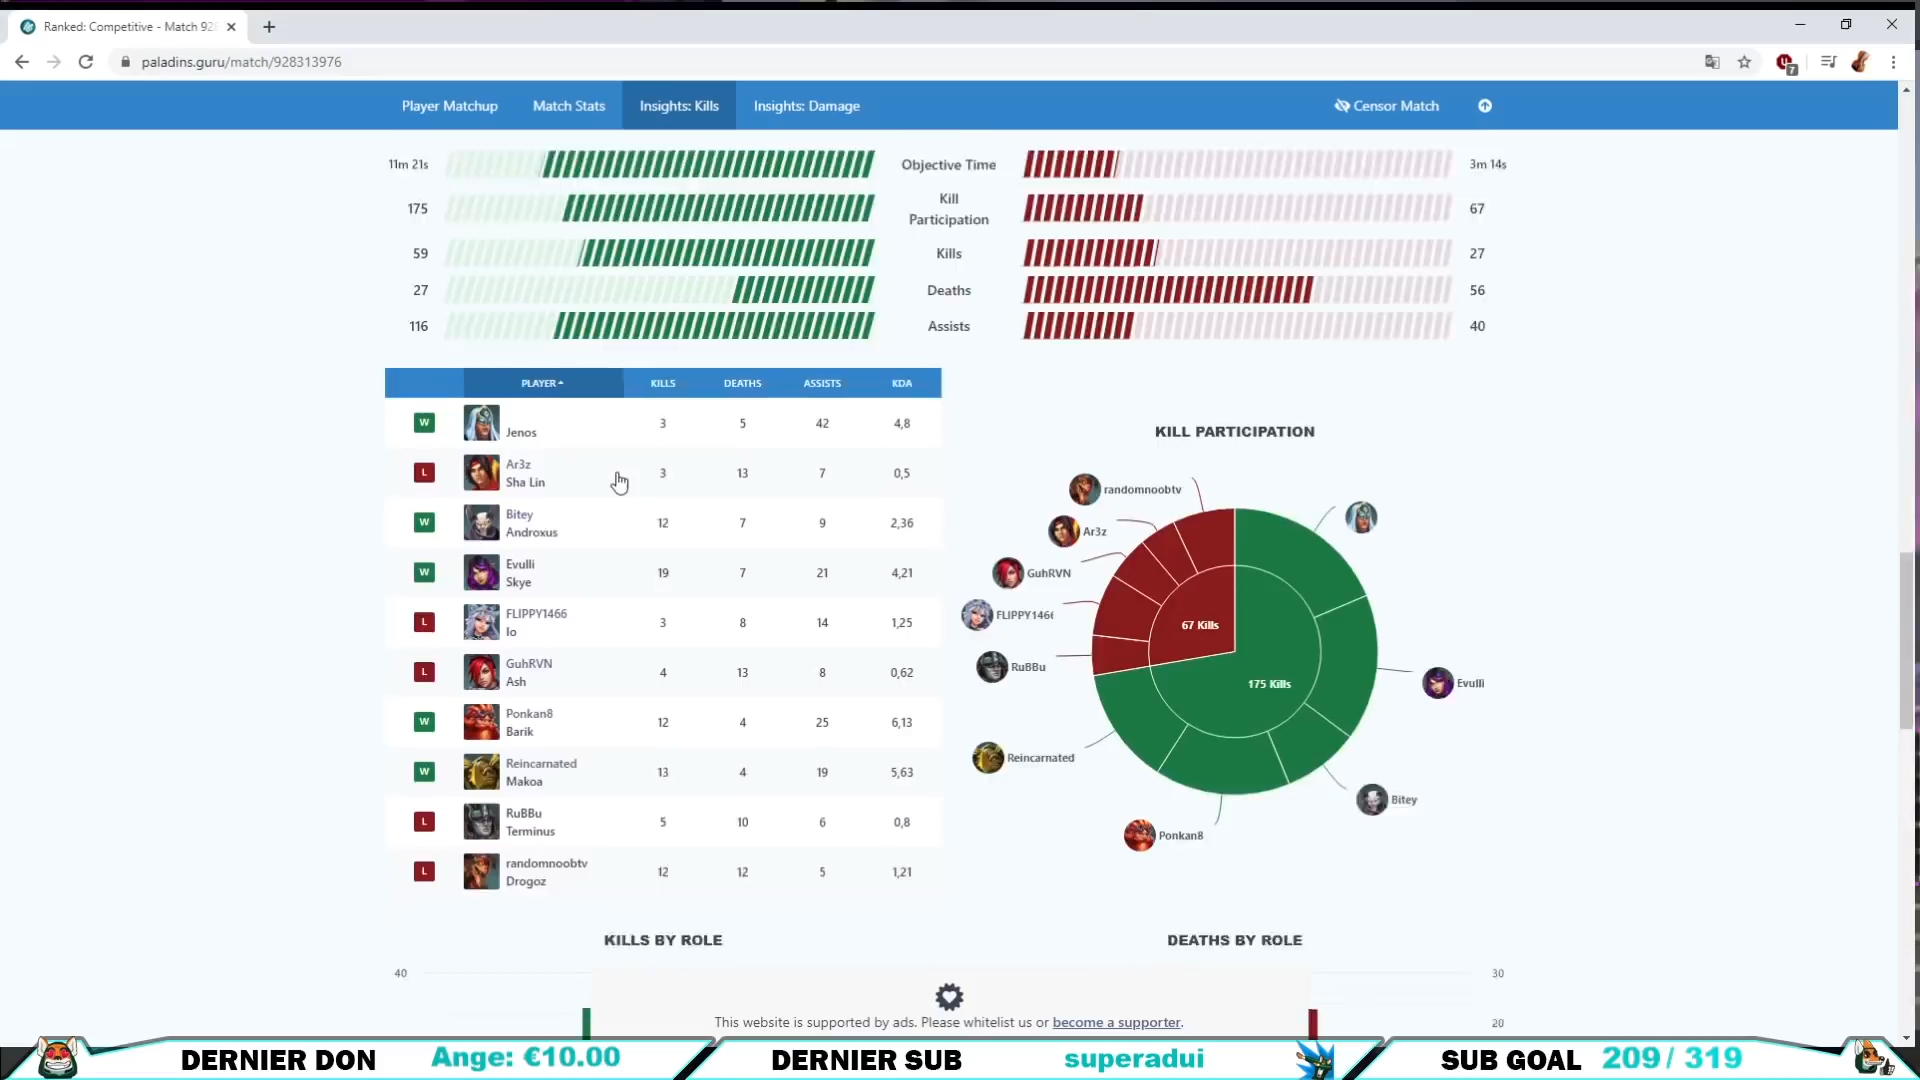 Ranked: Competitive - Match 928
paladins.guru/match/928313976
7
Player Matchup
Match Stats
Insights: Kills
Insights: Damage
Censor Match
11m 21s
Objective Time
3m 14s
175
Kill
Participation
67
59
Kills
27
27
Deaths
56
116
Assists
40
PLAYER KILLS DEATHS ASSISTS KDA
W Jenos 3 5 42 4,8
L Ar3z
Sha Lin 3 13 7 0,5
W Bitey
Androxus 12 7 9 2,36
W Evulli
Skye 19 7 21 4,21
L FLIPPY1466
Io 3 8 14 1,25
L GuhRVN
Ash 4 13 8 0,62
W Ponkan8
Barik 12 4 25 6,13
W Reincarnated
Makoa 13 4 19 5,63
L RuBBu
Terminus 5 10 6 0,8
L randomnoobtv
Drogoz 12 12 5 1,21
KILL PARTICIPATION
randomnoobtv
Ar3z
GuhRVN
FLIPPY1466
RuBBu
Reincarnated
Ponkan8
Bitey
Evulli
67 Kills
175 Kills
KILLS BY ROLE
40
DEATHS BY ROLE
30
20
This website is supported by ads. Please whitelist us or become a supporter.
DERNIER DON Ange: €10.00
DERNIER SUB superadui
SUB GOAL 209 / 319